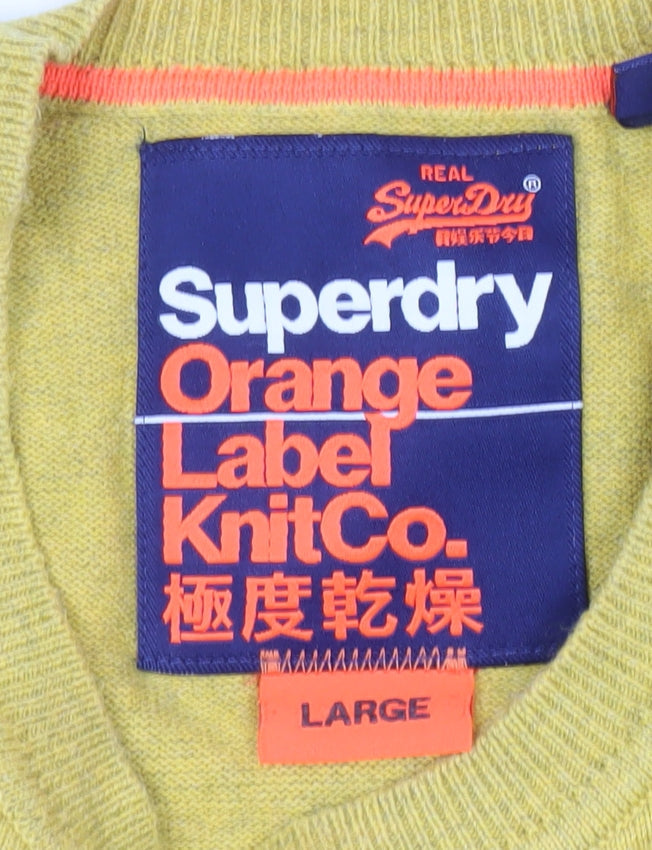 REAL
SuperDry®
Superdry
Orange
Label
KnitCo.
極度乾燥
LARGE